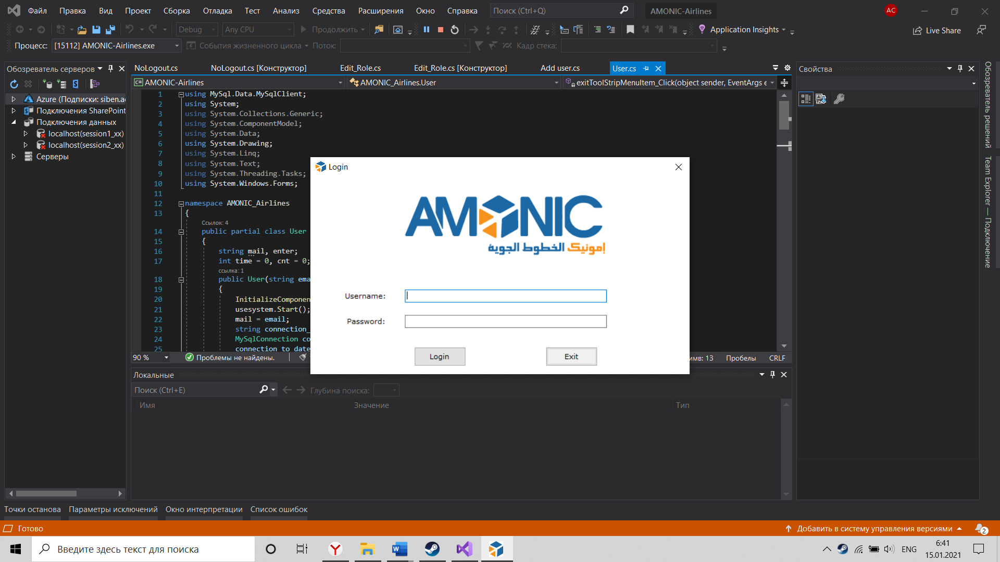 Файл Правка Вид Проект Сборка Отладка Тест Анализ Средства Расширения Окно Справка Поиск (Ctrl+Q) AMONIC-Airlines AC
Debug Any CPU Продолжить Application Insights Live Share
Процесс: [15112] AMONIC-Airlines.exe События жизненного цикла Поток: Кадр стека:
Обозреватель серверов
Azure (Подписки: siben.a
Подключения SharePoint
Подключения данных
localhost(session1_xx)
localhost(session2_xx)
Серверы
NoLogout.cs NoLogout.cs [Конструктор] Edit_Role.cs Edit_Role.cs [Конструктор] Add user.cs User.cs
C# AMONIC-Airlines AMONIC_Airlines.User exitToolStripMenuItem_Click(object sender, EventArgs e
1 using MySql.Data.MySqlClient;
2 using System;
3 using System.Collections.Generic;
4 using System.ComponentModel;
5 using System.Data;
6 using System.Drawing;
7 using System.Linq;
8 using System.Text;
9 using System.Threading.Tasks;
10 using System.Windows.Forms;
11
12 namespace AMONIC_Airlines
13 {
Ссылок: 4
14 public partial class User
15 {
16 string mail, enter;
17 int time = 0, cnt = 0;
ссылка: 1
18 public User(string ema
19 {
20 InitializeComponen
21 usesystem.Start();
22 mail = email;
23 string connection_
24 MySqlConnection co
25 connection to date
90 % Проблемы не найдены. имв: 13 Пробелы CRLF
Login
AMONIC
إمونيك الخطوط الجوية
Username:
Password:
Login Exit
Локальные
Поиск (Ctrl+E) Глубина поиска:
Имя Значение Тип
Свойства
Обозреватель решений
Team Explorer — Подключение
Точки останова Параметры исключений Окно интерпретации Список ошибок
Готово Добавить в систему управления версиями 2
Введите здесь текст для поиска ENG 6:41
15.01.2021